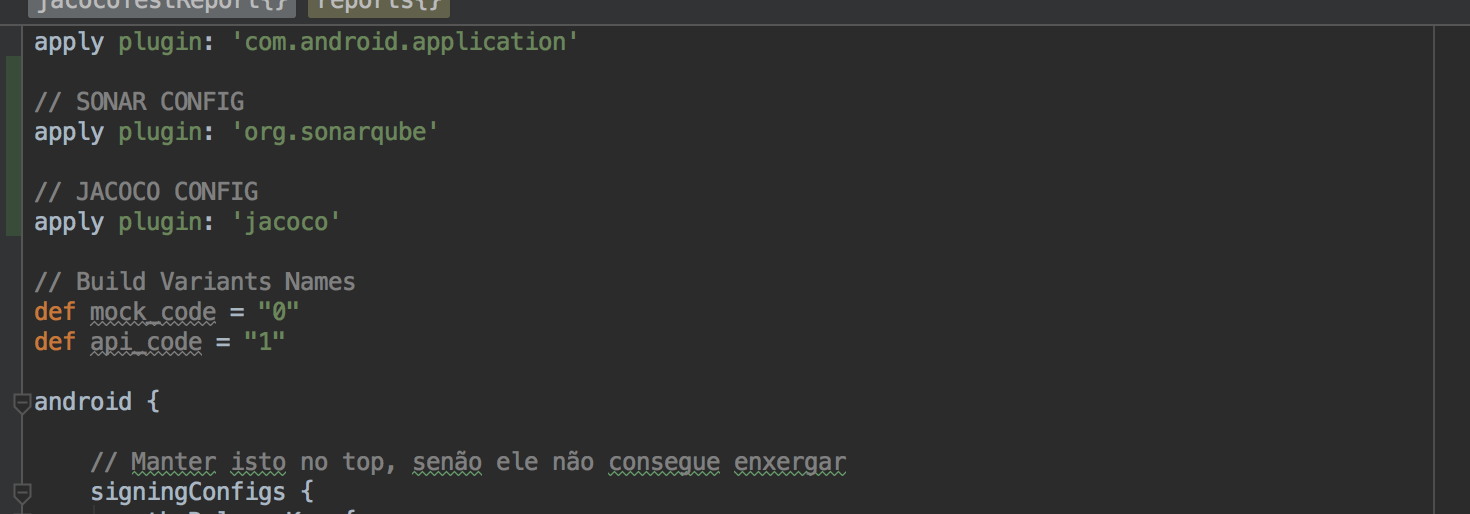 jacocoTestReport{} reports{}
apply plugin: 'com.android.application'
// SONAR CONFIG
apply plugin: 'org.sonarqube'
// JACOCO CONFIG
apply plugin: 'jacoco'
// Build Variants Names
def mock_code = "0"
def api_code = "1"
android {
// Manter isto no top, senão ele não consegue enxergar
signingConfigs {